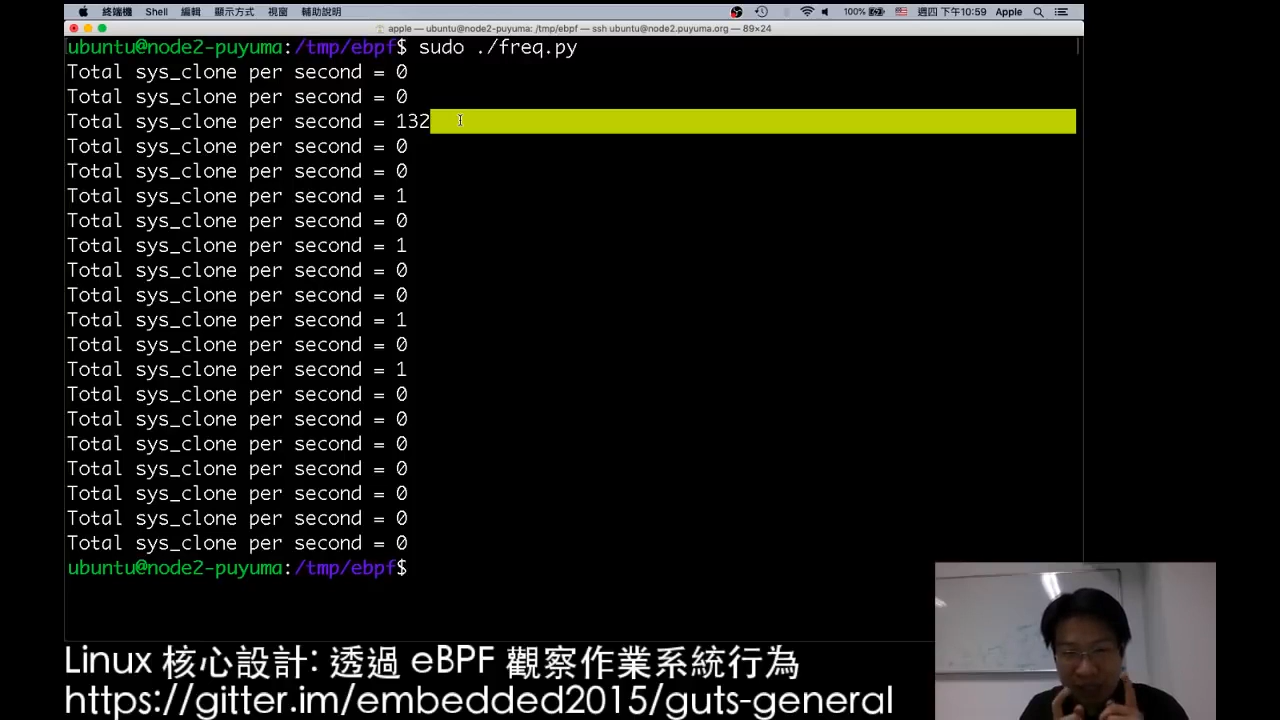 Shell 編輯 顯示方式 視窗 輔助說明 100% 週四 下午10:59 Apple
終端機
apple — ubuntu@node2-puyuma: /tmp/ebpf — ssh ubuntu@node2.puyuma.org — 89×24
ubuntu@node2-puyuma:/tmp/ebpf$ sudo ./freq.py
Total sys_clone per second = 0
Total sys_clone per second = 0
Total sys_clone per second = 132
Total sys_clone per second = 0
Total sys_clone per second = 0
Total sys_clone per second = 1
Total sys_clone per second = 0
Total sys_clone per second = 1
Total sys_clone per second = 0
Total sys_clone per second = 0
Total sys_clone per second = 1
Total sys_clone per second = 0
Total sys_clone per second = 1
Total sys_clone per second = 0
Total sys_clone per second = 0
Total sys_clone per second = 0
Total sys_clone per second = 0
Total sys_clone per second = 0
Total sys_clone per second = 0
Total sys_clone per second = 0
ubuntu@node2-puyuma:/tmp/ebpf$
Linux 核心設計: 透過 eBPF 觀察作業系統行為
https://gitter.im/embedded2015/guts-general